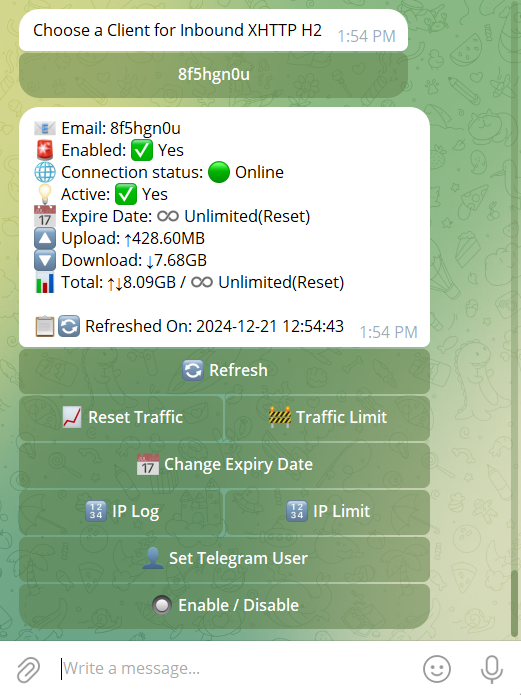 Choose a Client for Inbound XHTTP H2
1:54 PM
8f5hgn0u
📧 Email: 8f5hgn0u
🚨 Enabled: ✅ Yes
🌐 Connection status: 🟢 Online
💡 Active: ✅ Yes
📅 Expire Date: ♾ Unlimited(Reset)
🔼 Upload: ↑428.60MB
🔽 Download: ↓7.68GB
📊 Total: ↑↓8.09GB / ♾ Unlimited(Reset)
📋🔄 Refreshed On: 2024-12-21 12:54:43
1:54 PM
🔄 Refresh
📈 Reset Traffic
🚧 Traffic Limit
📅 Change Expiry Date
🔢 IP Log
🔢 IP Limit
👤 Set Telegram User
🔘 Enable / Disable
Write a message...